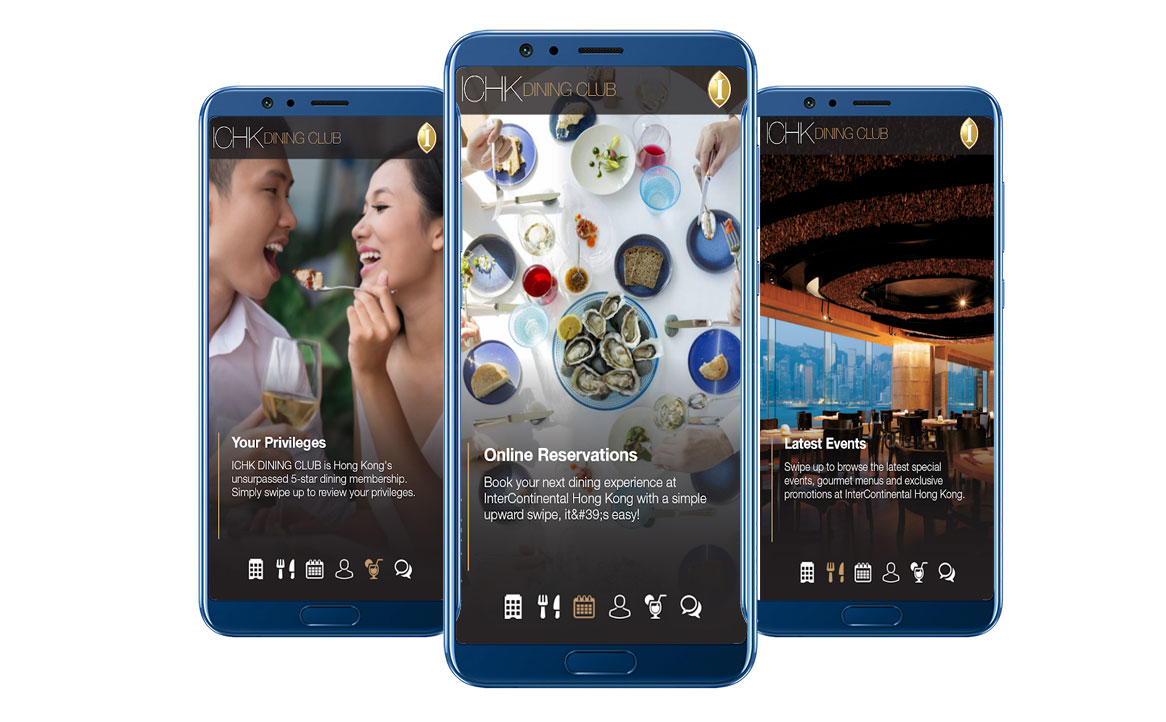 ICHK DINING CLUB
I
Your Privileges
ICHK DINING CLUB is Hong Kong's
unsurpassed 5-star dining membership.
Simply swipe up to review your privileges.
ICHK DINING CLUB
I
Online Reservations
Book your next dining experience at
InterContinental Hong Kong with a simple
upward swipe, it&#39;s easy!
ICHK DINING CLUB
I
Latest Events
Swipe up to browse the latest special
events, gourmet menus and exclusive
promotions at InterContinental Hong Kong.